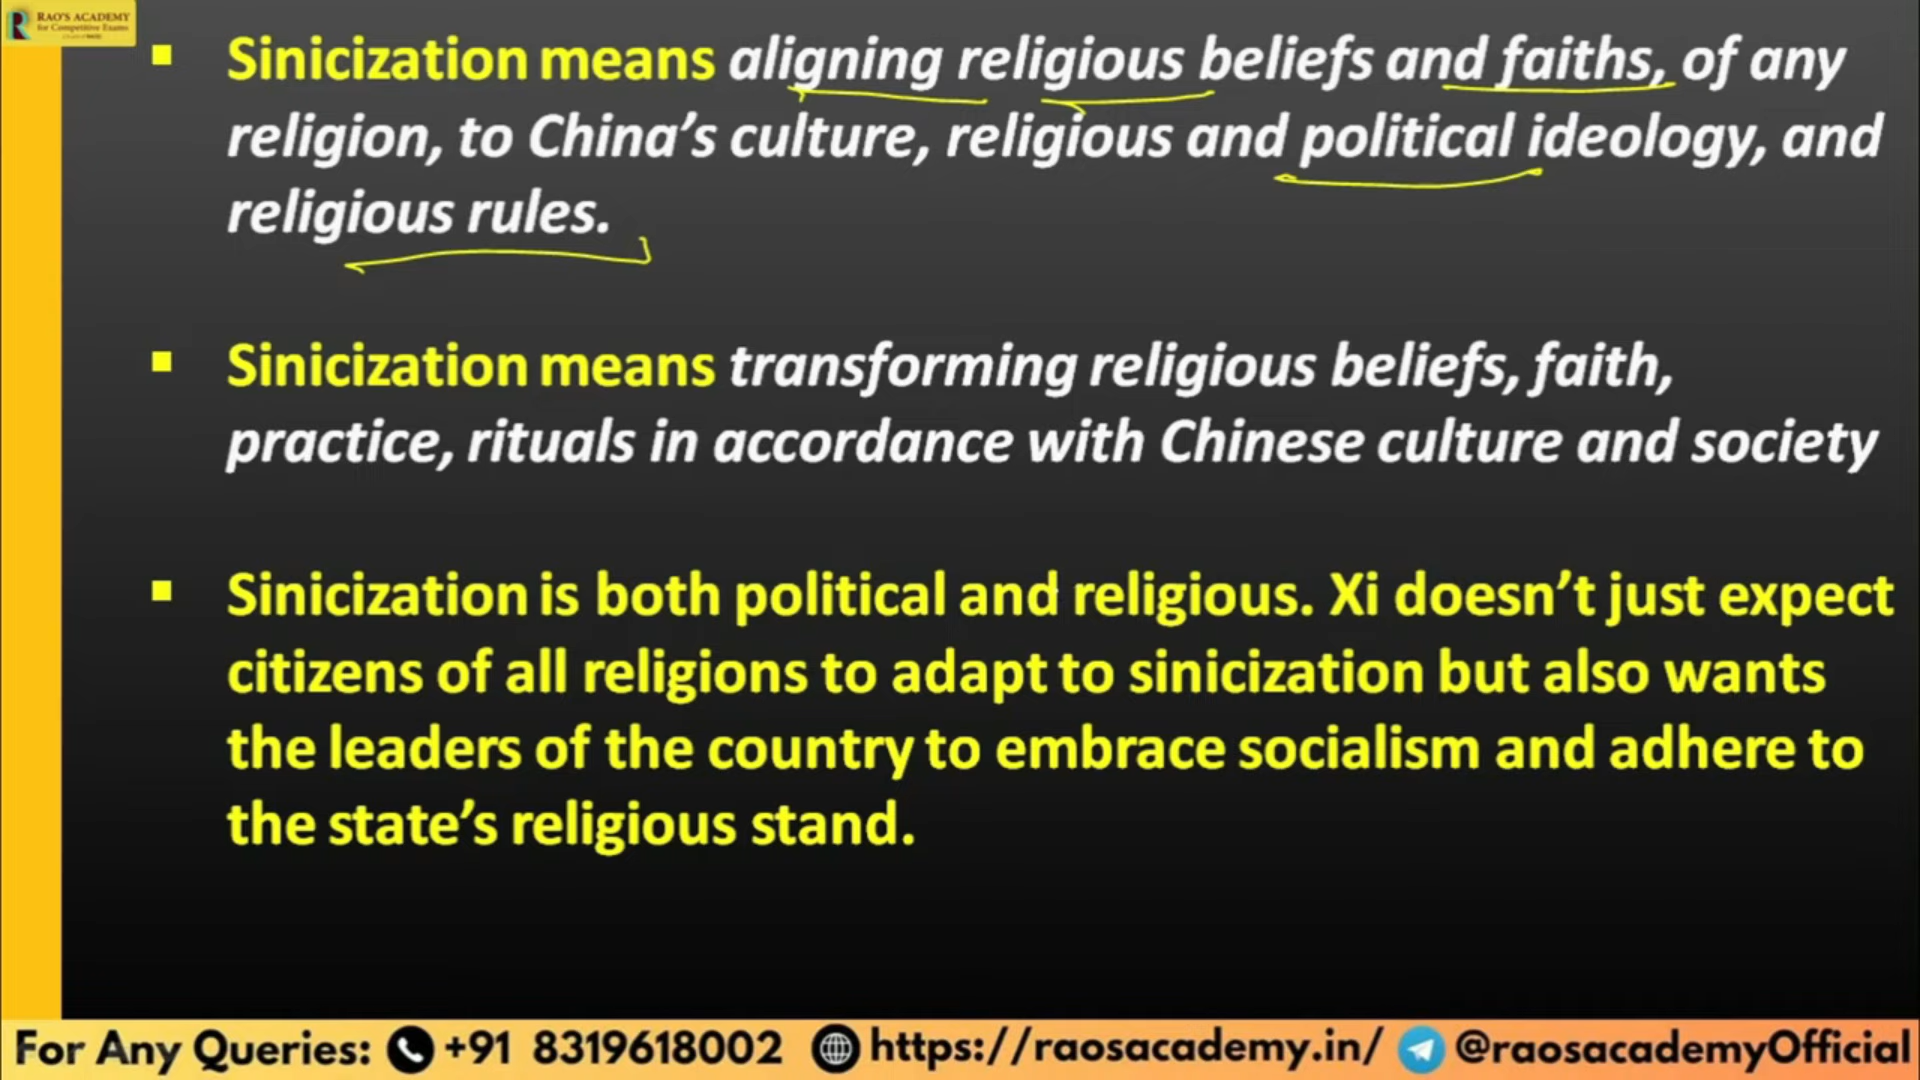 RAO'S ACADEMY
for Competitive Exams
Sinicization means aligning religious beliefs and faiths, of any
religion, to China’s culture, religious and political ideology, and
religious rules.
Sinicization means transforming religious beliefs, faith,
practice, rituals in accordance with Chinese culture and society
Sinicization is both political and religious. Xi doesn’t just expect
citizens of all religions to adapt to sinicization but also wants
the leaders of the country to embrace socialism and adhere to
the state’s religious stand.
For Any Queries: +91 8319618002 https://raosacademy.in/ @raosacademyOfficial